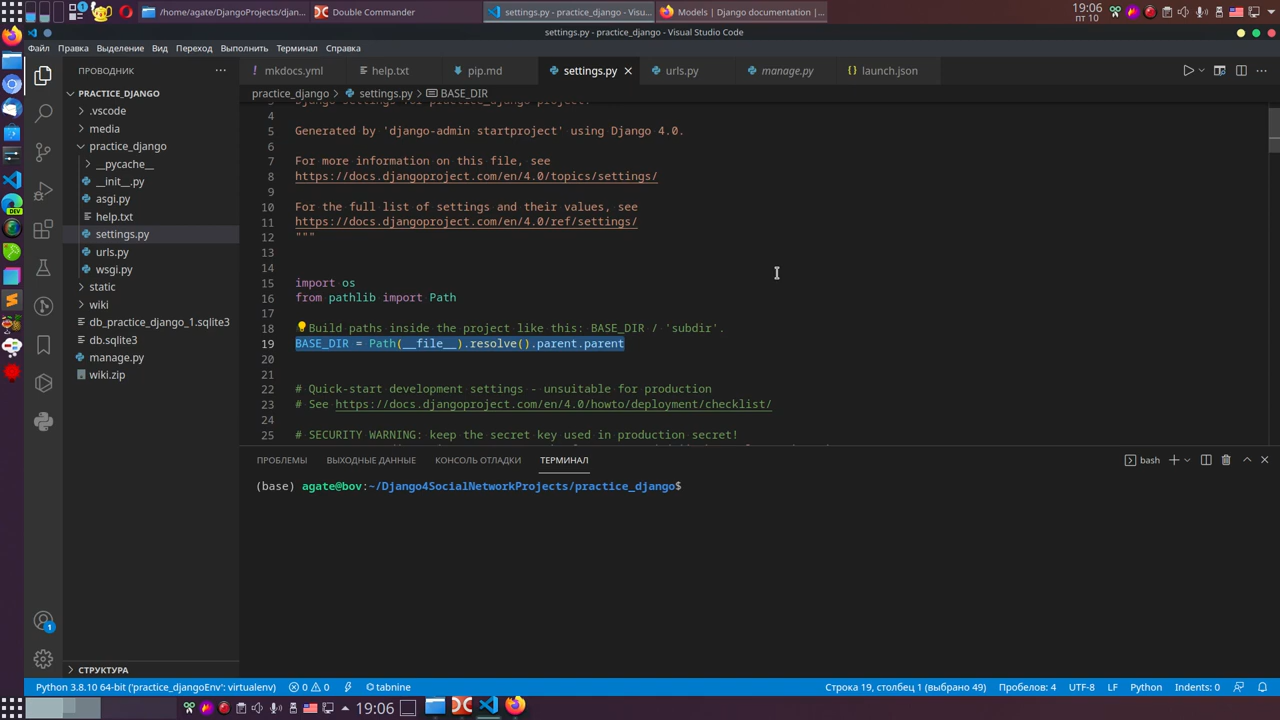 /home/agate/DjangoProjects/djan...
Double Commander
settings.py - practice_django - Visu...
Models | Django documentation |...
19:06
пт 10
settings.py - practice_django - Visual Studio Code
Файл Правка Выделение Вид Переход Выполнить Терминал Справка
ПРОВОДНИК
mkdocs.yml help.txt pip.md settings.py urls.py manage.py launch.json
practice_django > settings.py > BASE_DIR
PRACTICE_DJANGO
.vscode
media
practice_django
__pycache__
__init__.py
asgi.py
help.txt
settings.py
urls.py
wsgi.py
static
wiki
db_practice_django_1.sqlite3
db.sqlite3
manage.py
wiki.zip
СТРУКТУРА
Django settings for practice_django project.
4
5 Generated by 'django-admin startproject' using Django 4.0.
6
7 For more information on this file, see
8 https://docs.djangoproject.com/en/4.0/topics/settings/
9
10 For the full list of settings and their values, see
11 https://docs.djangoproject.com/en/4.0/ref/settings/
12 """
13
14
15 import os
16 from pathlib import Path
17
18 Build paths inside the project like this: BASE_DIR / 'subdir'.
19 BASE_DIR = Path(__file__).resolve().parent.parent
20
21
22 # Quick-start development settings - unsuitable for production
23 # See https://docs.djangoproject.com/en/4.0/howto/deployment/checklist/
24
25 # SECURITY WARNING: keep the secret key used in production secret!
ПРОБЛЕМЫ ВЫХОДНЫЕ ДАННЫЕ КОНСОЛЬ ОТЛАДКИ ТЕРМИНАЛ
bash
(base) agate@bov:~/Django4SocialNetworkProjects/practice_django$
DEV
1
Python 3.8.10 64-bit ('practice_djangoEnv': virtualenv) 0 0 tabnine
Строка 19, столбец 1 (выбрано 49) Пробелов: 4 UTF-8 LF Python Indents: 0
19:06